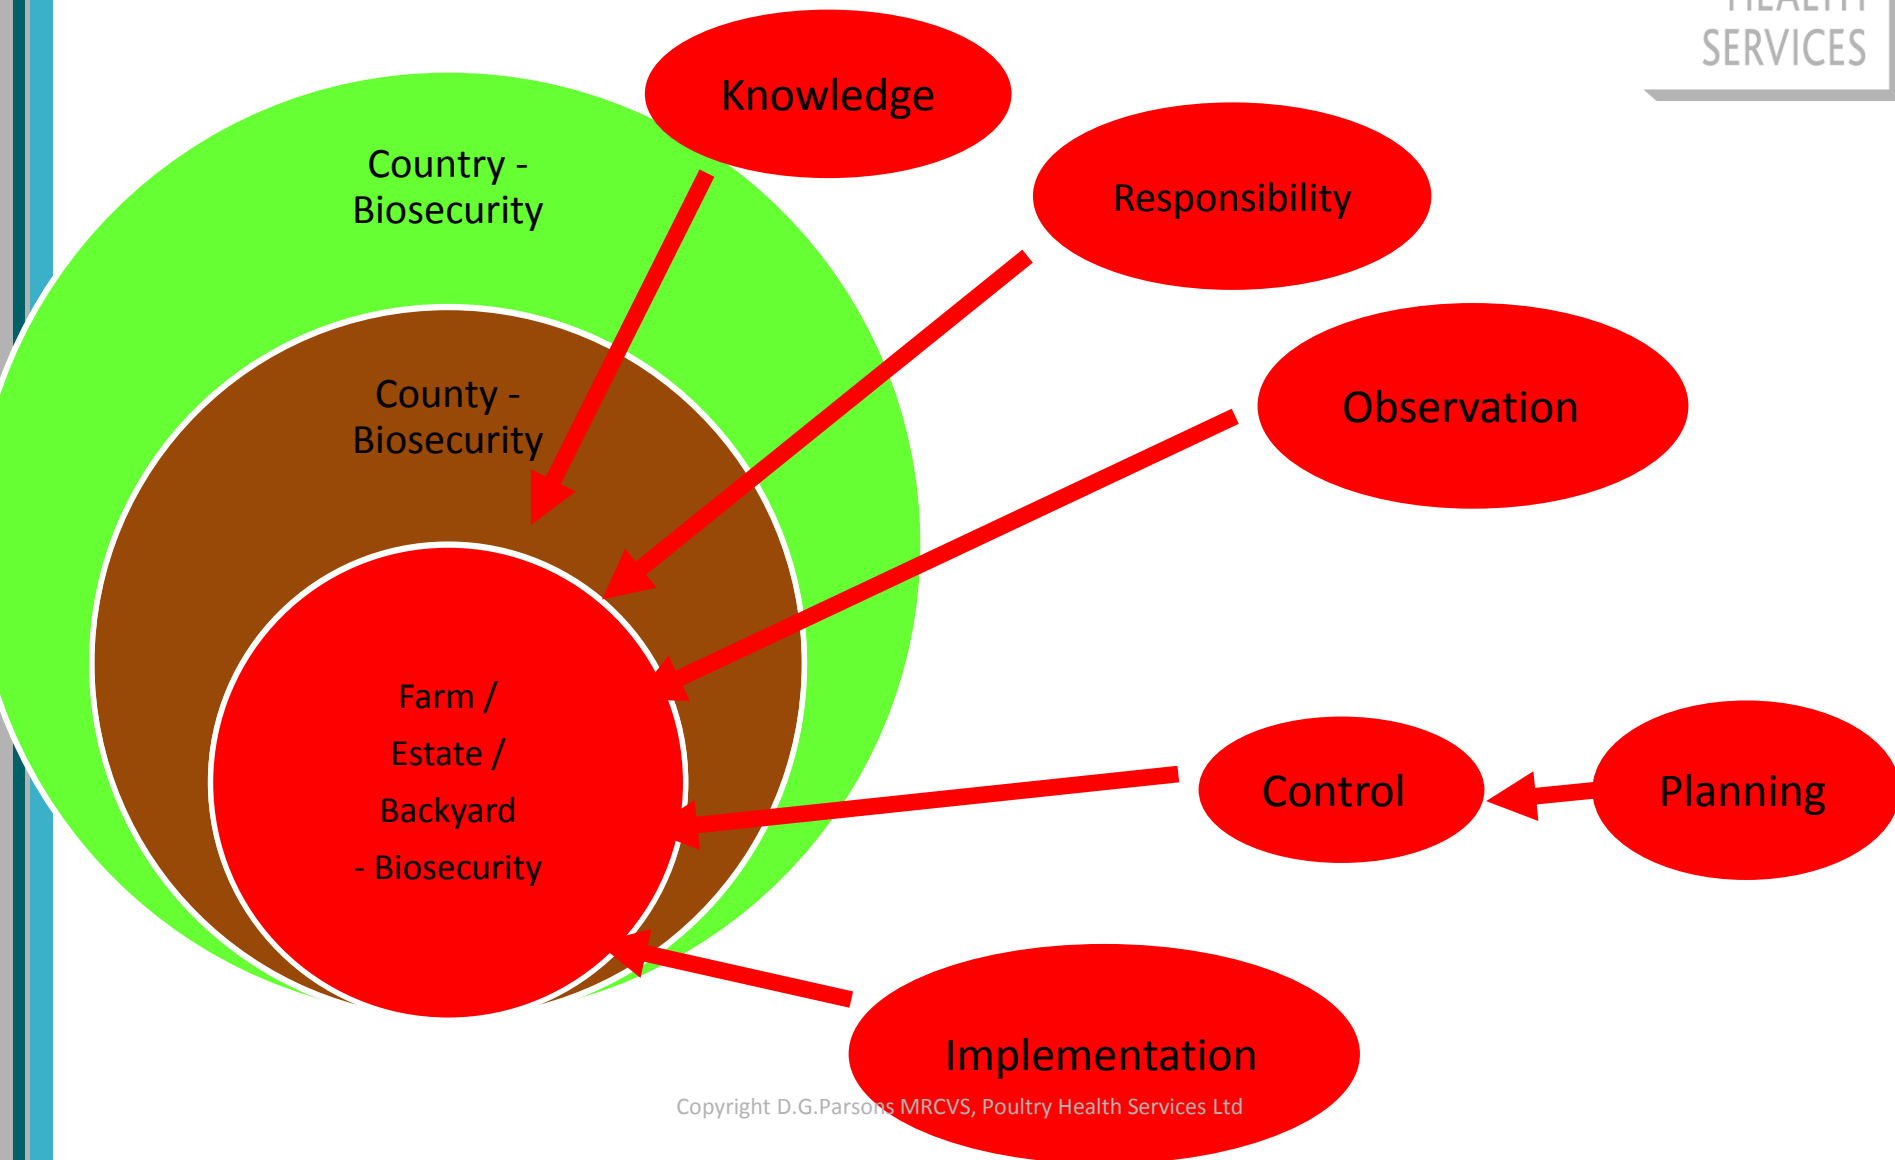 HEALTH
SERVICES
Knowledge
Country -
Biosecurity
Responsibility
County -
Biosecurity
Observation
Farm /
Estate /
Backyard
- Biosecurity
Control
Planning
Implementation
Copyright D.G.Parsons MRCVS, Poultry Health Services Ltd